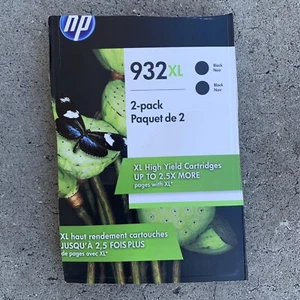 hp
932XL
Black
Noir
Black
Noir
2-pack
Paquet de 2
XL High Yield Cartridges
UP TO 2.5X MORE
pages with XL*
XL haut rendement cartouches
JUSQU'À 2,5 FOIS PLUS
de pages avec XL*